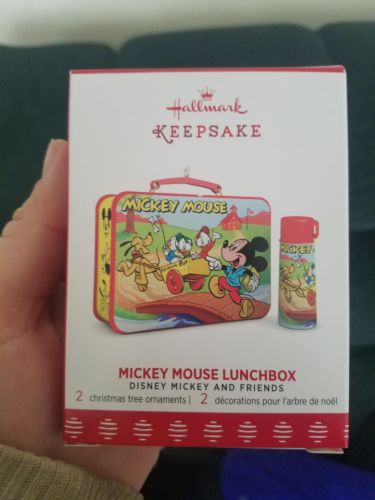 Hallmark
KEEPSAKE
MICKEY MOUSE
MICKEY
MICKEY MOUSE LUNCHBOX
DISNEY MICKEY AND FRIENDS
2 christmas tree ornaments | 2 décorations pour l'arbre de noël